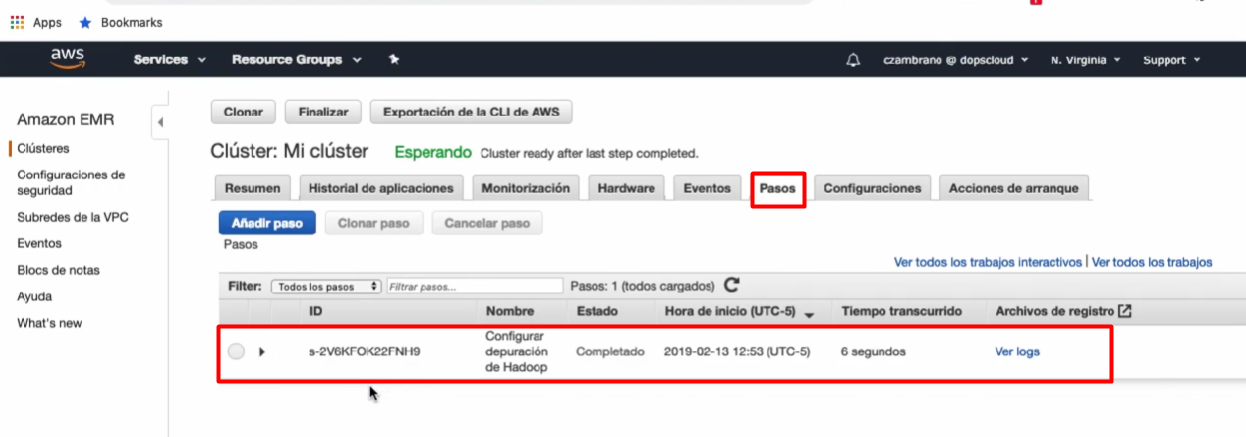 Apps Bookmarks
aws Services Resource Groups czambrano @ dopscloud N. Virginia Support
Amazon EMR
Clústeres
Configuraciones de
seguridad
Subredes de la VPC
Eventos
Blocs de notas
Ayuda
What's new
Clonar Finalizar Exportación de la CLI de AWS
Clúster: Mi clúster Esperando Cluster ready after last step completed.
Resumen Historial de aplicaciones Monitorización Hardware Eventos Pasos Configuraciones Acciones de arranque
Añadir paso Clonar paso Cancelar paso
Pasos
Ver todos los trabajos interactivos | Ver todos los trabajos
Filter: Todos los pasos Filtrar pasos... Pasos: 1 (todos cargados)
ID Nombre Estado Hora de inicio (UTC-5) Tiempo transcurrido Archivos de registro
s-2V6KFOK22FNH9 Configurar depuración de Hadoop Completado 2019-02-13 12:53 (UTC-5) 6 segundos Ver logs